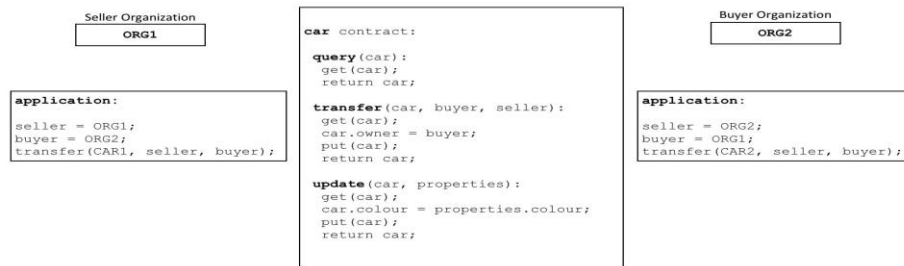 Seller Organization
ORG1
application:
seller = ORG1;
buyer = ORG2;
transfer(CAR1, seller, buyer);
car contract:
query(car):
get(car);
return car;
transfer(car, buyer, seller):
get(car);
car.owner = buyer;
put(car);
return car;
update(car, properties):
get(car);
car.colour = properties.colour;
put(car);
return car;
Buyer Organization
ORG2
application:
seller = ORG2;
buyer = ORG1;
transfer(CAR2, seller, buyer);